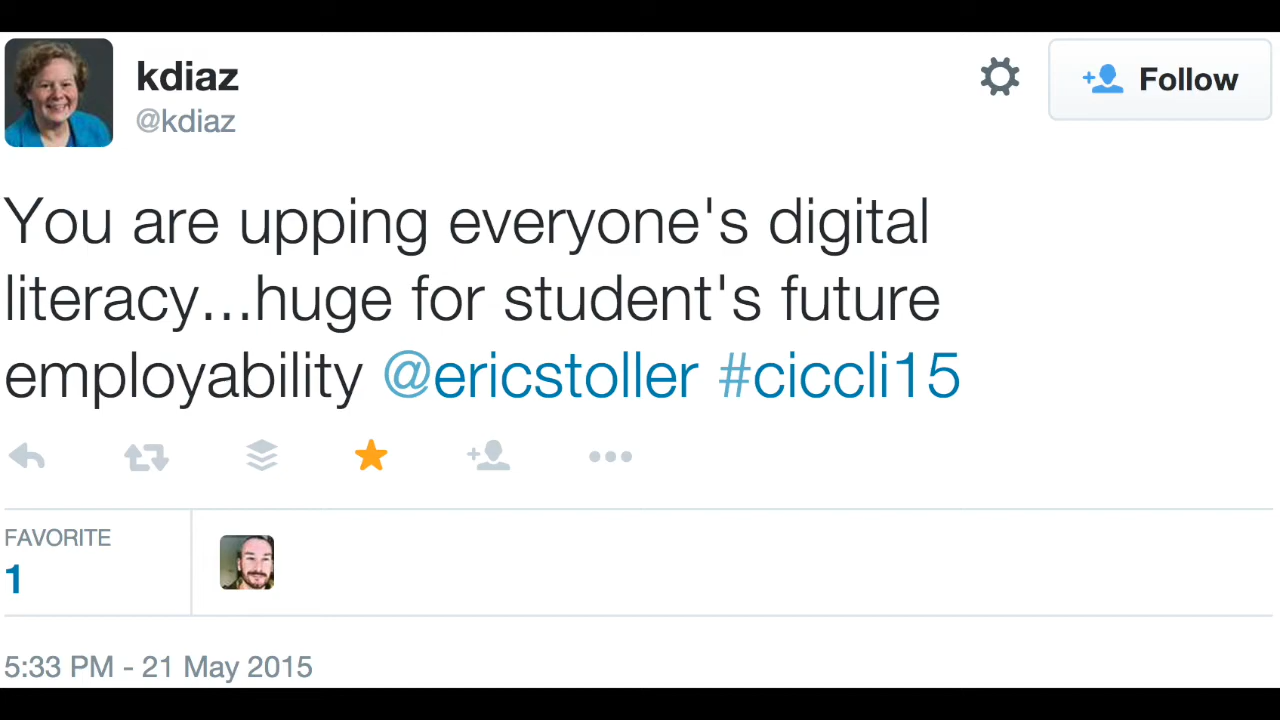 kdiaz
@kdiaz
Follow
You are upping everyone's digital
literacy...huge for student's future
employability @ericstoller #ciccli15
FAVORITE
1
5:33 PM - 21 May 2015